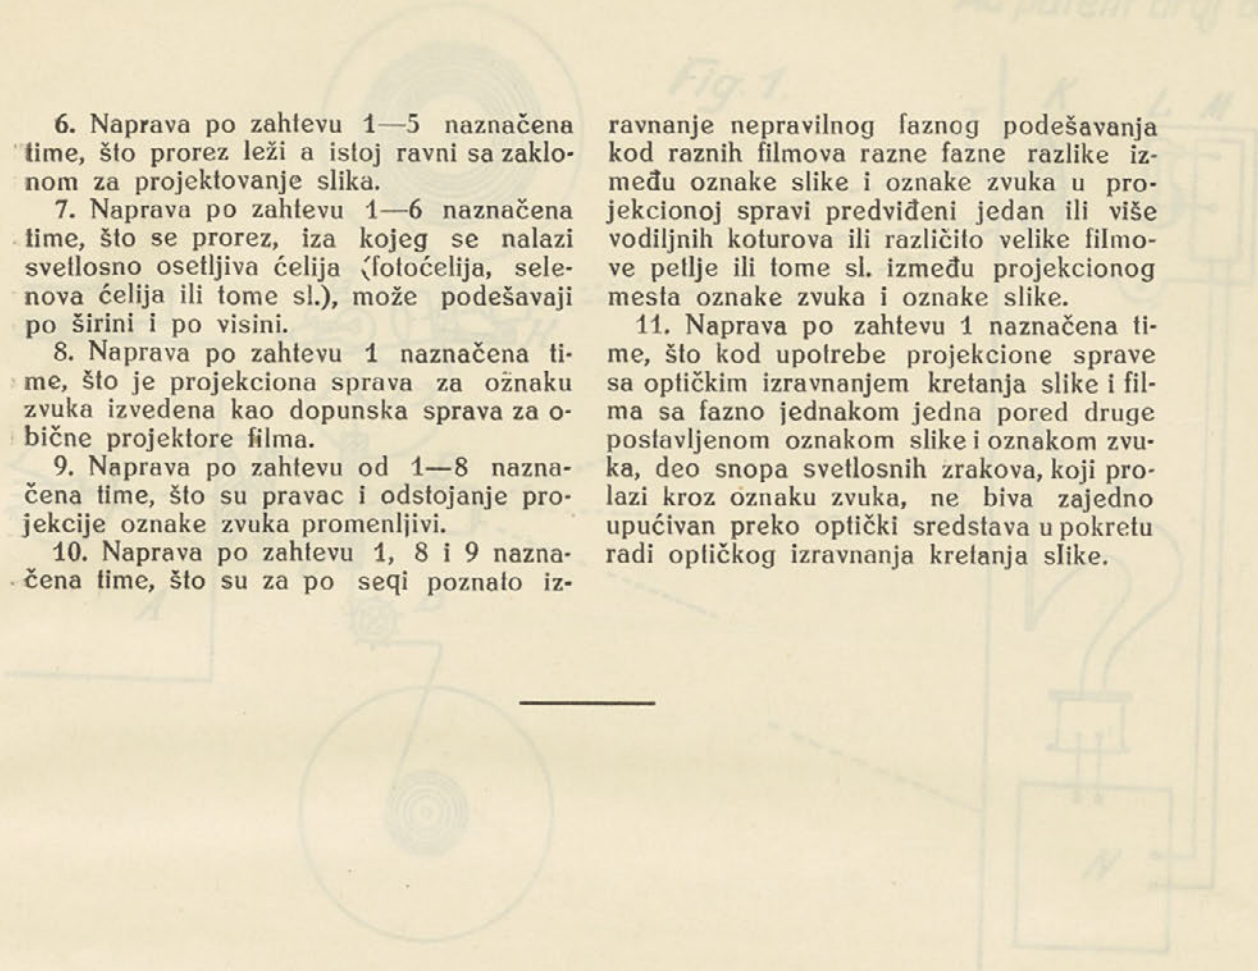 6. Naprava po zahtevu 1—5 naznačena
time, što prorez leži a istoj ravni sa zaklo-
nom za projektovanje slika.
7. Naprava po zahtevu 1—6 naznačena
time, što se prorez, iza kojeg se nalazi
svetlosno osetljiva ćelija (fotoćelija, sele-
nova ćelija ili tome sl.), može podešavaji
po širini i po visini.
8. Naprava po zahtevu 1 naznačena ti-
me, što je projekciona sprava za oznaku
zvuka izvedena kao dopunska sprava za o-
bične projektore filma.
9. Naprava po zahtevu od 1—8 nazna-
čena time, što su pravac i odstojanje pro-
jekcije oznake zvuka promenljivi.
10. Naprava po zahtevu 1, 8 i 9 nazna-
čena time, što su za po seqi poznato iz-
ravnanje nepravilnog faznog podešavanja
kod raznih filmova razne fazne razlike iz-
među oznake slike i oznake zvuka u pro-
jekcionoj spravi predviđeni jedan ili više
vodiljnih koturova ili različito velike filmo-
ve petlje ili tome sl. između projekcionog
mesta oznake zvuka i oznake slike.
11. Naprava po zahtevu 1 naznačena ti-
me, što kod upotrebe projekcione sprave
sa optičkim izravnanjem kretanja slike i fil-
ma sa fazno jednakom jedna pored druge
postavljenom oznakom slike i oznakom zvu-
ka, deo snopa svetlosnih zrakova, koji pro-
lazi kroz oznaku zvuka, ne biva zajedno
upućivan preko optički sredstava u pokretu
radi optičkog izravnanja kretanja slike.
Fig. 1.
K L M
N